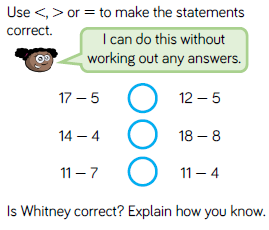 Use <, > or = to make the statements
correct.
I can do this without
working out any answers.
17 – 5 12 – 5
14 – 4 18 – 8
11 – 7 11 – 4
Is Whitney correct? Explain how you know.